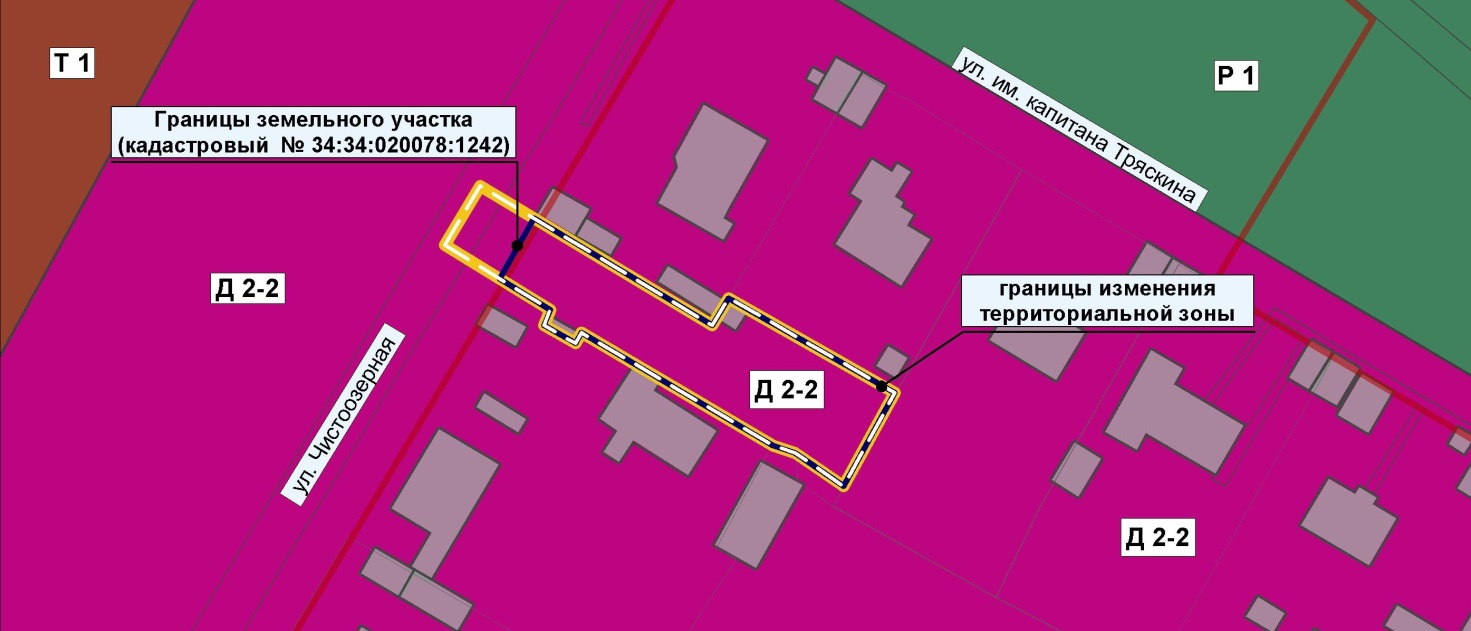 Т 1
ул. им. капитана Тряскина
Р 1
Границы земельного участка
(кадастровый № 34:34:020078:1242)
Д 2-2
границы изменения
территориальной зоны
ул. Чистоозерная
Д 2-2
Д 2-2